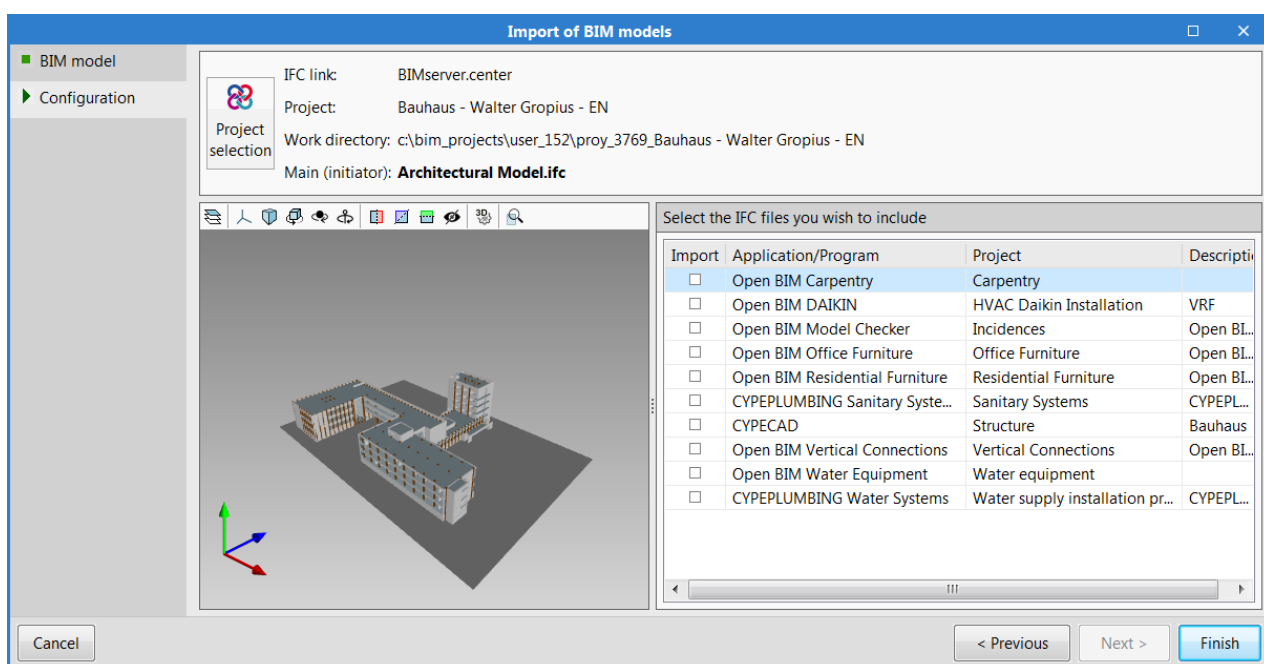 Import of BIM models
BIM model
Configuration
Project
selection
IFC link: BIMserver.center
Project: Bauhaus - Walter Gropius - EN
Work directory: c:\bim_projects\user_152\proy_3769_Bauhaus - Walter Gropius - EN
Main (initiator): Architectural Model.ifc
3D
Select the IFC files you wish to include
Import Application/Program Project Descripti
Open BIM Carpentry Carpentry
Open BIM DAIKIN HVAC Daikin Installation VRF
Open BIM Model Checker Incidences Open BI...
Open BIM Office Furniture Office Furniture Open BI...
Open BIM Residential Furniture Residential Furniture Open BI...
CYPEPLUMBING Sanitary Syste... Sanitary Systems CYPEPL...
CYPECAD Structure Bauhaus
Open BIM Vertical Connections Vertical Connections Open BI...
Open BIM Water Equipment Water equipment
CYPEPLUMBING Water Systems Water supply installation pr... CYPEPL...
Cancel
< Previous
Next >
Finish